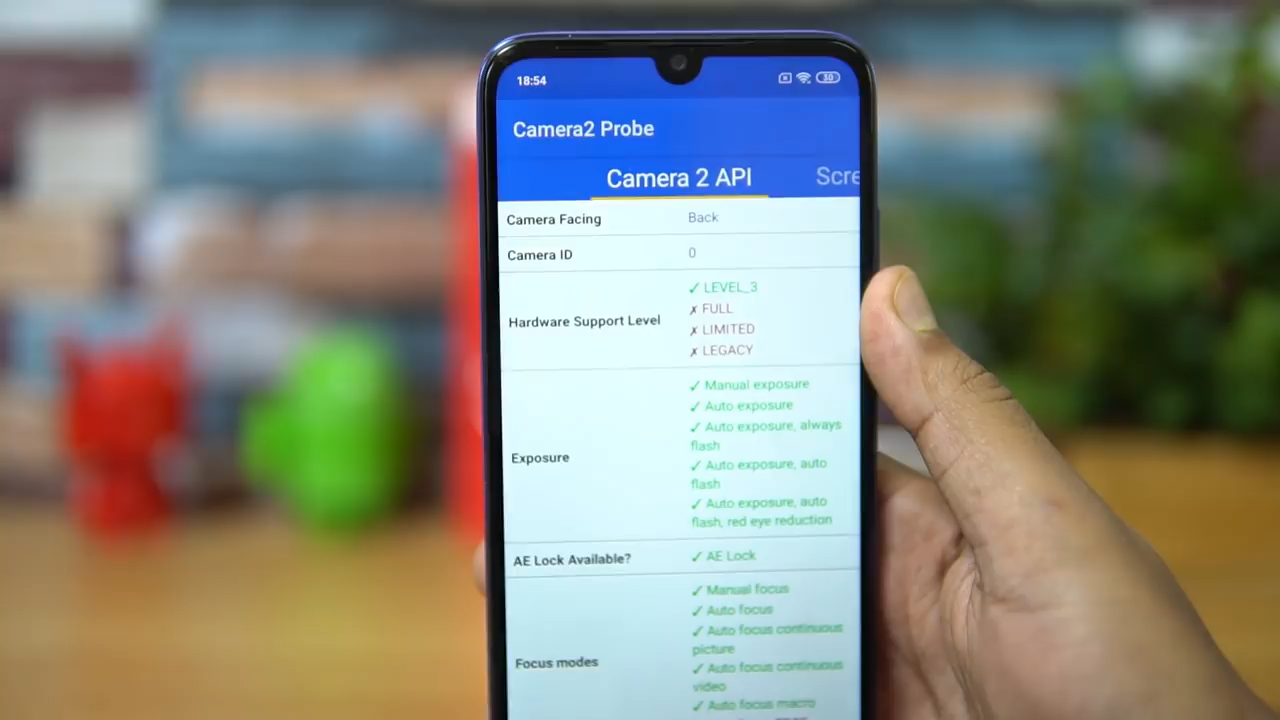 18:54
30
Camera2 Probe
Camera 2 API
Scre
Camera Facing Back
Camera ID 0
Hardware Support Level
✓ LEVEL_3
✗ FULL
✗ LIMITED
✗ LEGACY
Exposure
✓ Manual exposure
✓ Auto exposure
✓ Auto exposure, always
flash
✓ Auto exposure, auto
flash
✓ Auto exposure, auto
flash, red eye reduction
AE Lock Available? ✓ AE Lock
Focus modes
✓ Manual focus
✓ Auto focus
✓ Auto focus continuous
picture
✓ Auto focus continuous
video
✓ Auto focus macro